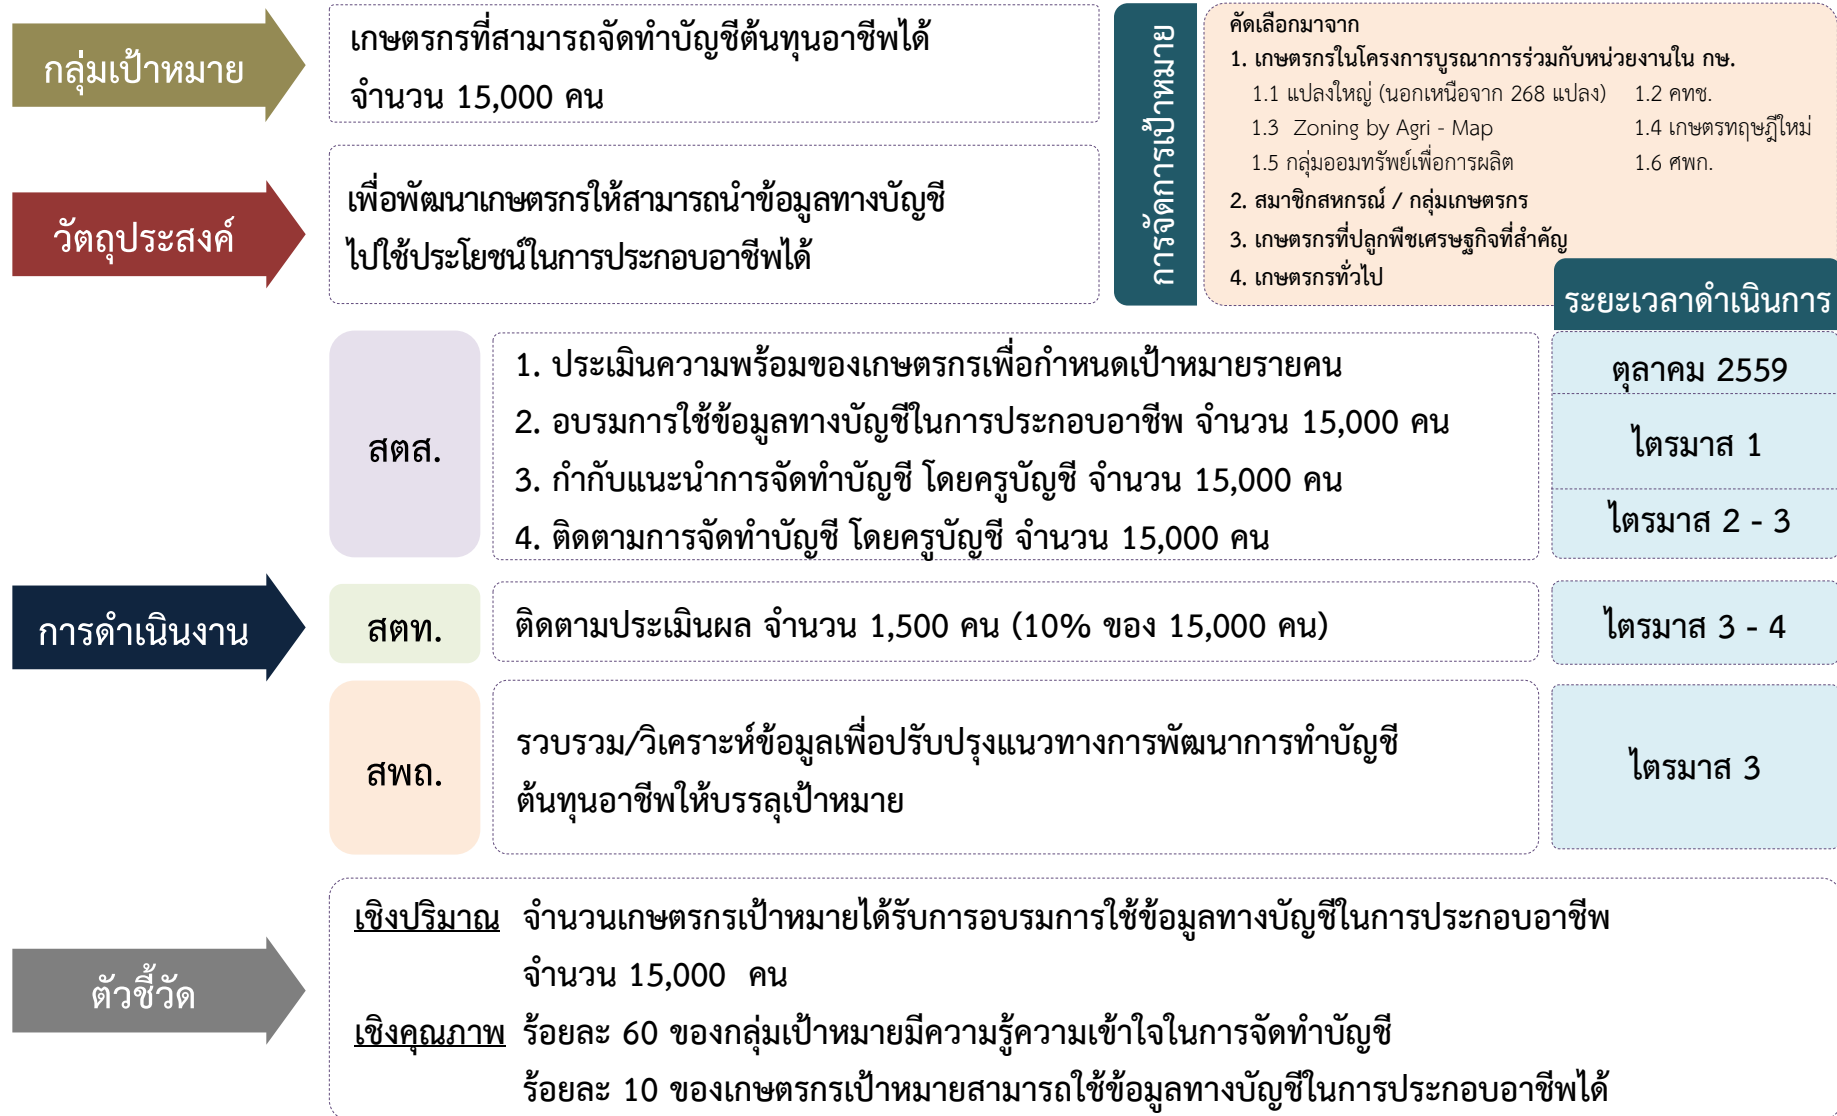 กลุ่มเป้าหมาย
เกษตรกรที่สามารถจัดทำบัญชีต้นทุนอาชีพได้
จำนวน 15,000 คน
วัตถุประสงค์
เพื่อพัฒนาเกษตรกรให้สามารถนำข้อมูลทางบัญชี
ไปใช้ประโยชน์ในการประกอบอาชีพได้
การจัดการเป้าหมาย
คัดเลือกมาจาก
1. เกษตรกรในโครงการบูรณาการร่วมกับหน่วยงานใน กษ.
1.1 แปลงใหญ่ (นอกเหนือจาก 268 แปลง) 1.2 คทช.
1.3 Zoning by Agri - Map 1.4 เกษตรทฤษฎีใหม่
1.5 กลุ่มออมทรัพย์เพื่อการผลิต 1.6 ศพก.
2. สมาชิกสหกรณ์ / กลุ่มเกษตรกร
3. เกษตรกรที่ปลูกพืชเศรษฐกิจที่สำคัญ
4. เกษตรกรทั่วไป
ระยะเวลาดำเนินการ
การดำเนินงาน
สตส.
1. ประเมินความพร้อมของเกษตรกรเพื่อกำหนดเป้าหมายรายคน
2. อบรมการใช้ข้อมูลทางบัญชีในการประกอบอาชีพ จำนวน 15,000 คน
3. กำกับแนะนำการจัดทำบัญชี โดยครูบัญชี จำนวน 15,000 คน
4. ติดตามการจัดทำบัญชี โดยครูบัญชี จำนวน 15,000 คน
ตุลาคม 2559
ไตรมาส 1
ไตรมาส 2 - 3
สตท.
ติดตามประเมินผล จำนวน 1,500 คน (10% ของ 15,000 คน)
ไตรมาส 3 - 4
สพถ.
รวบรวม/วิเคราะห์ข้อมูลเพื่อปรับปรุงแนวทางการพัฒนาการทำบัญชี
ต้นทุนอาชีพให้บรรลุเป้าหมาย
ไตรมาส 3
ตัวชี้วัด
เชิงปริมาณ จำนวนเกษตรกรเป้าหมายได้รับการอบรมการใช้ข้อมูลทางบัญชีในการประกอบอาชีพ
จำนวน 15,000 คน
เชิงคุณภาพ ร้อยละ 60 ของกลุ่มเป้าหมายมีความรู้ความเข้าใจในการจัดทำบัญชี
ร้อยละ 10 ของเกษตรกรเป้าหมายสามารถใช้ข้อมูลทางบัญชีในการประกอบอาชีพได้